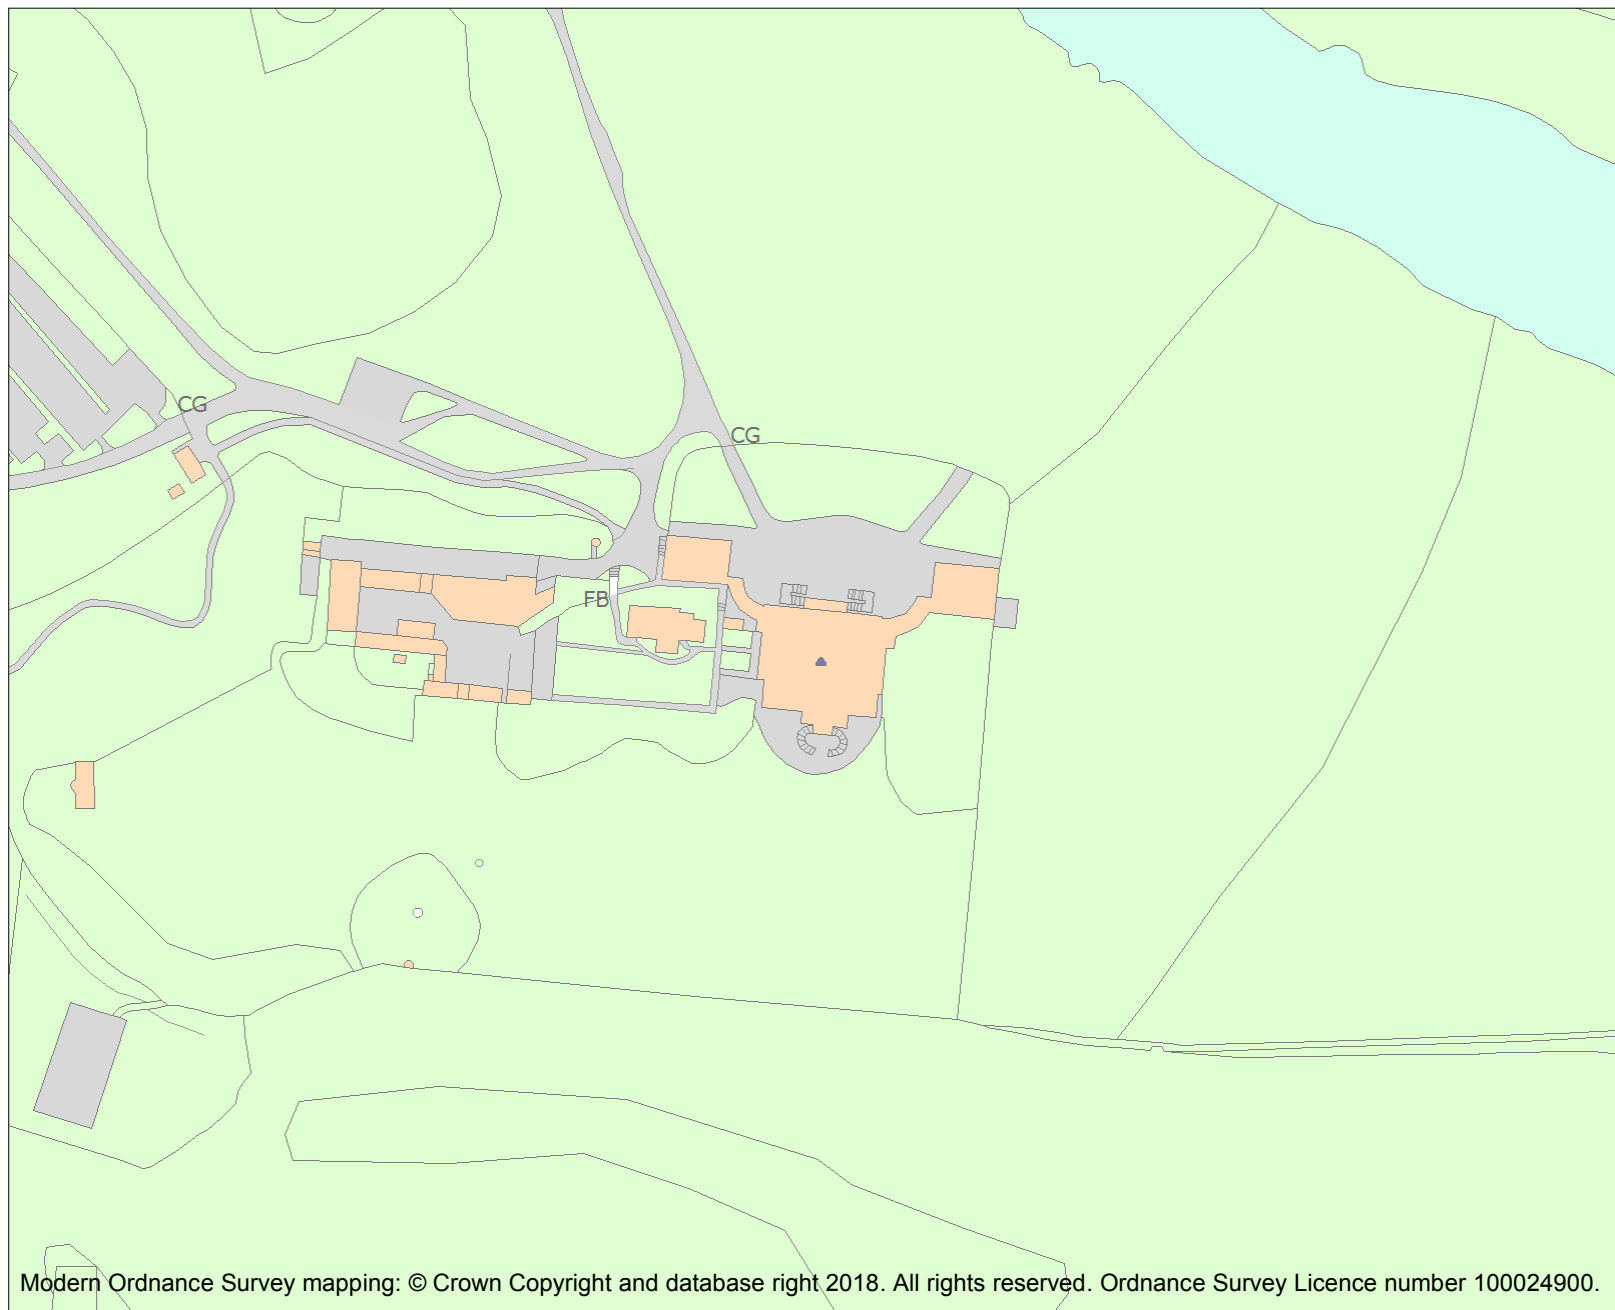 CG
CG
FB
Modern Ordnance Survey mapping: © Crown Copyright and database right 2018. All rights reserved. Ordnance Survey Licence number 100024900.